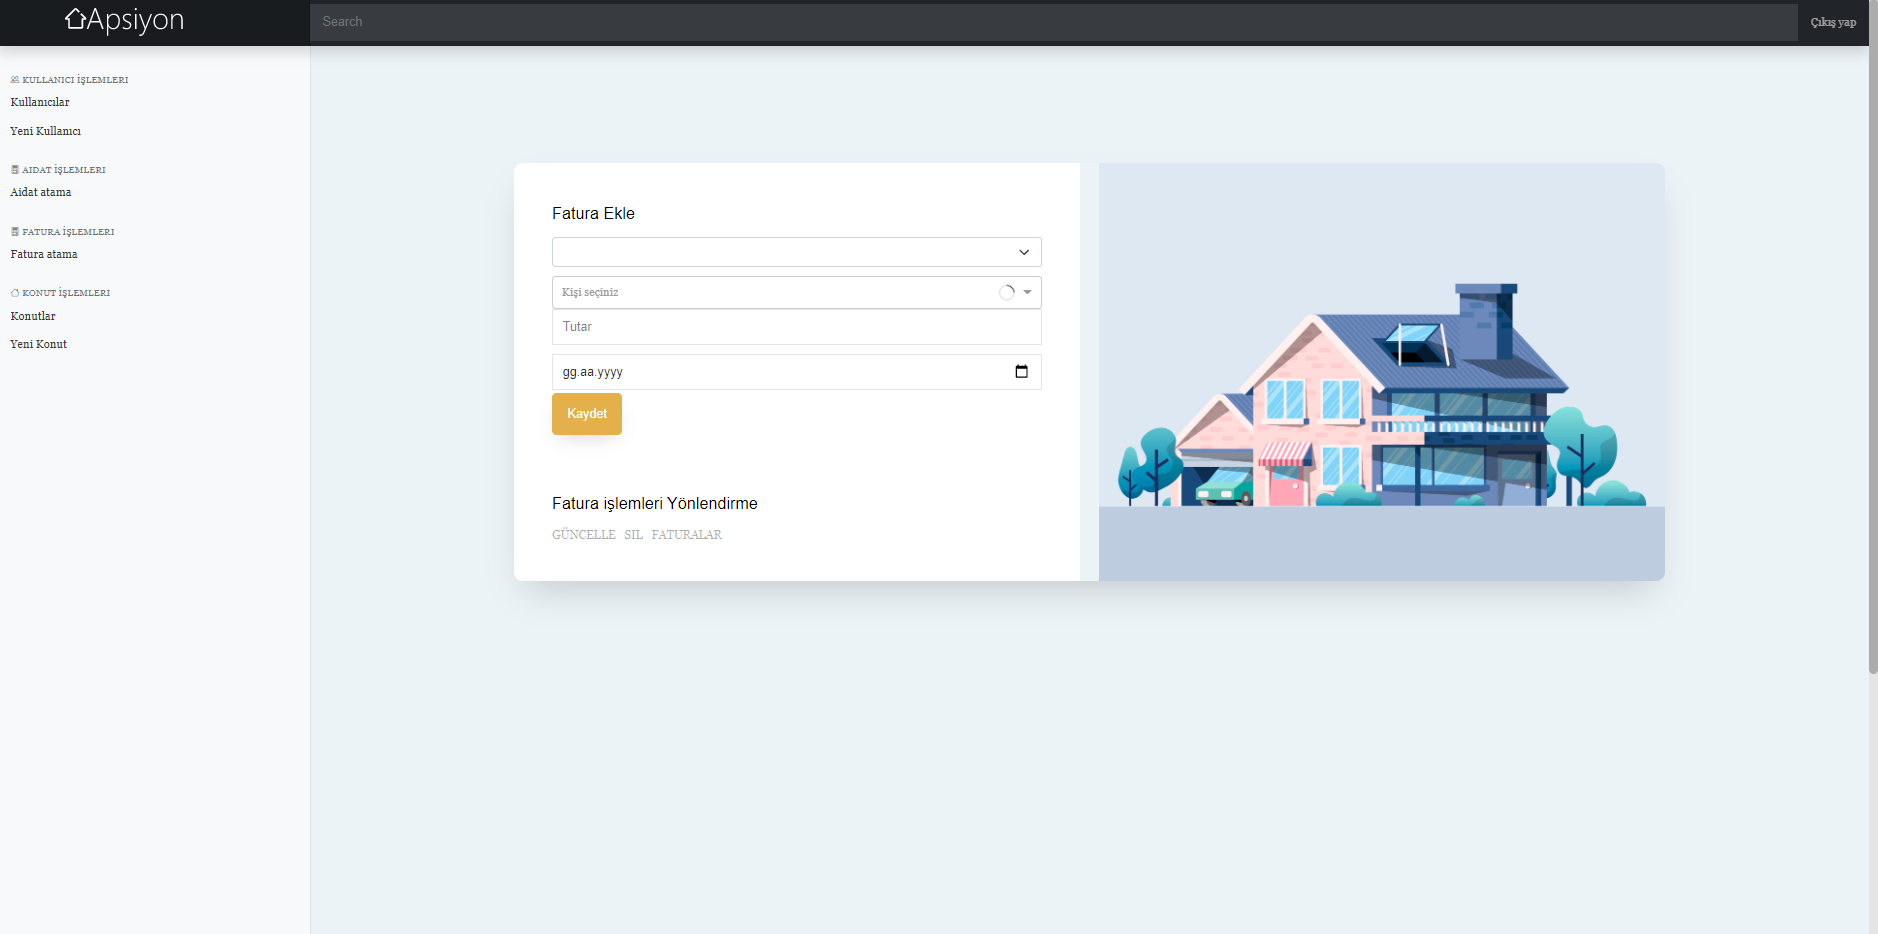 Apsiyon
Search
Çıkış yap
KULLANICI İŞLEMLERI
Kullanıcılar
Yeni Kullanıcı
AIDAT İŞLEMLERI
Aidat atama
FATURA İŞLEMLERI
Fatura atama
KONUT İŞLEMLERI
Konutlar
Yeni Konut
Fatura Ekle
Kişi seçiniz
Tutar
gg.aa.yyyy
Kaydet
Fatura işlemleri Yönlendirme
GÜNCELLE SIL FATURALAR